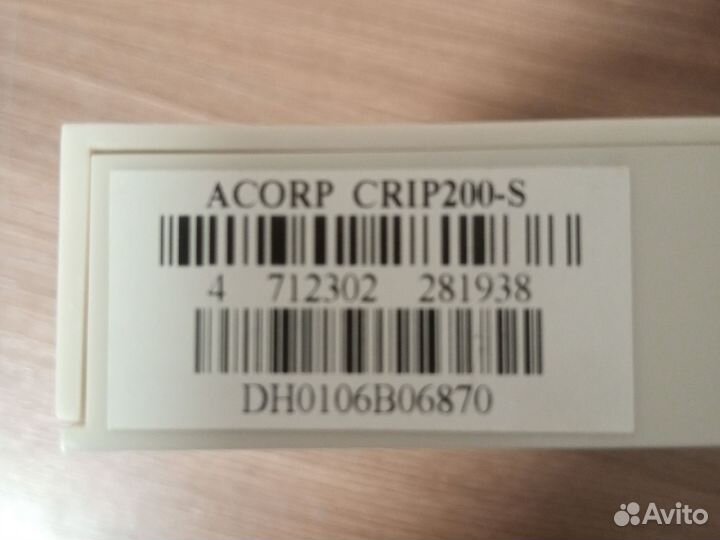 ACORP CRIP200-S
4 712302 281938
DH0106B06870
Avito